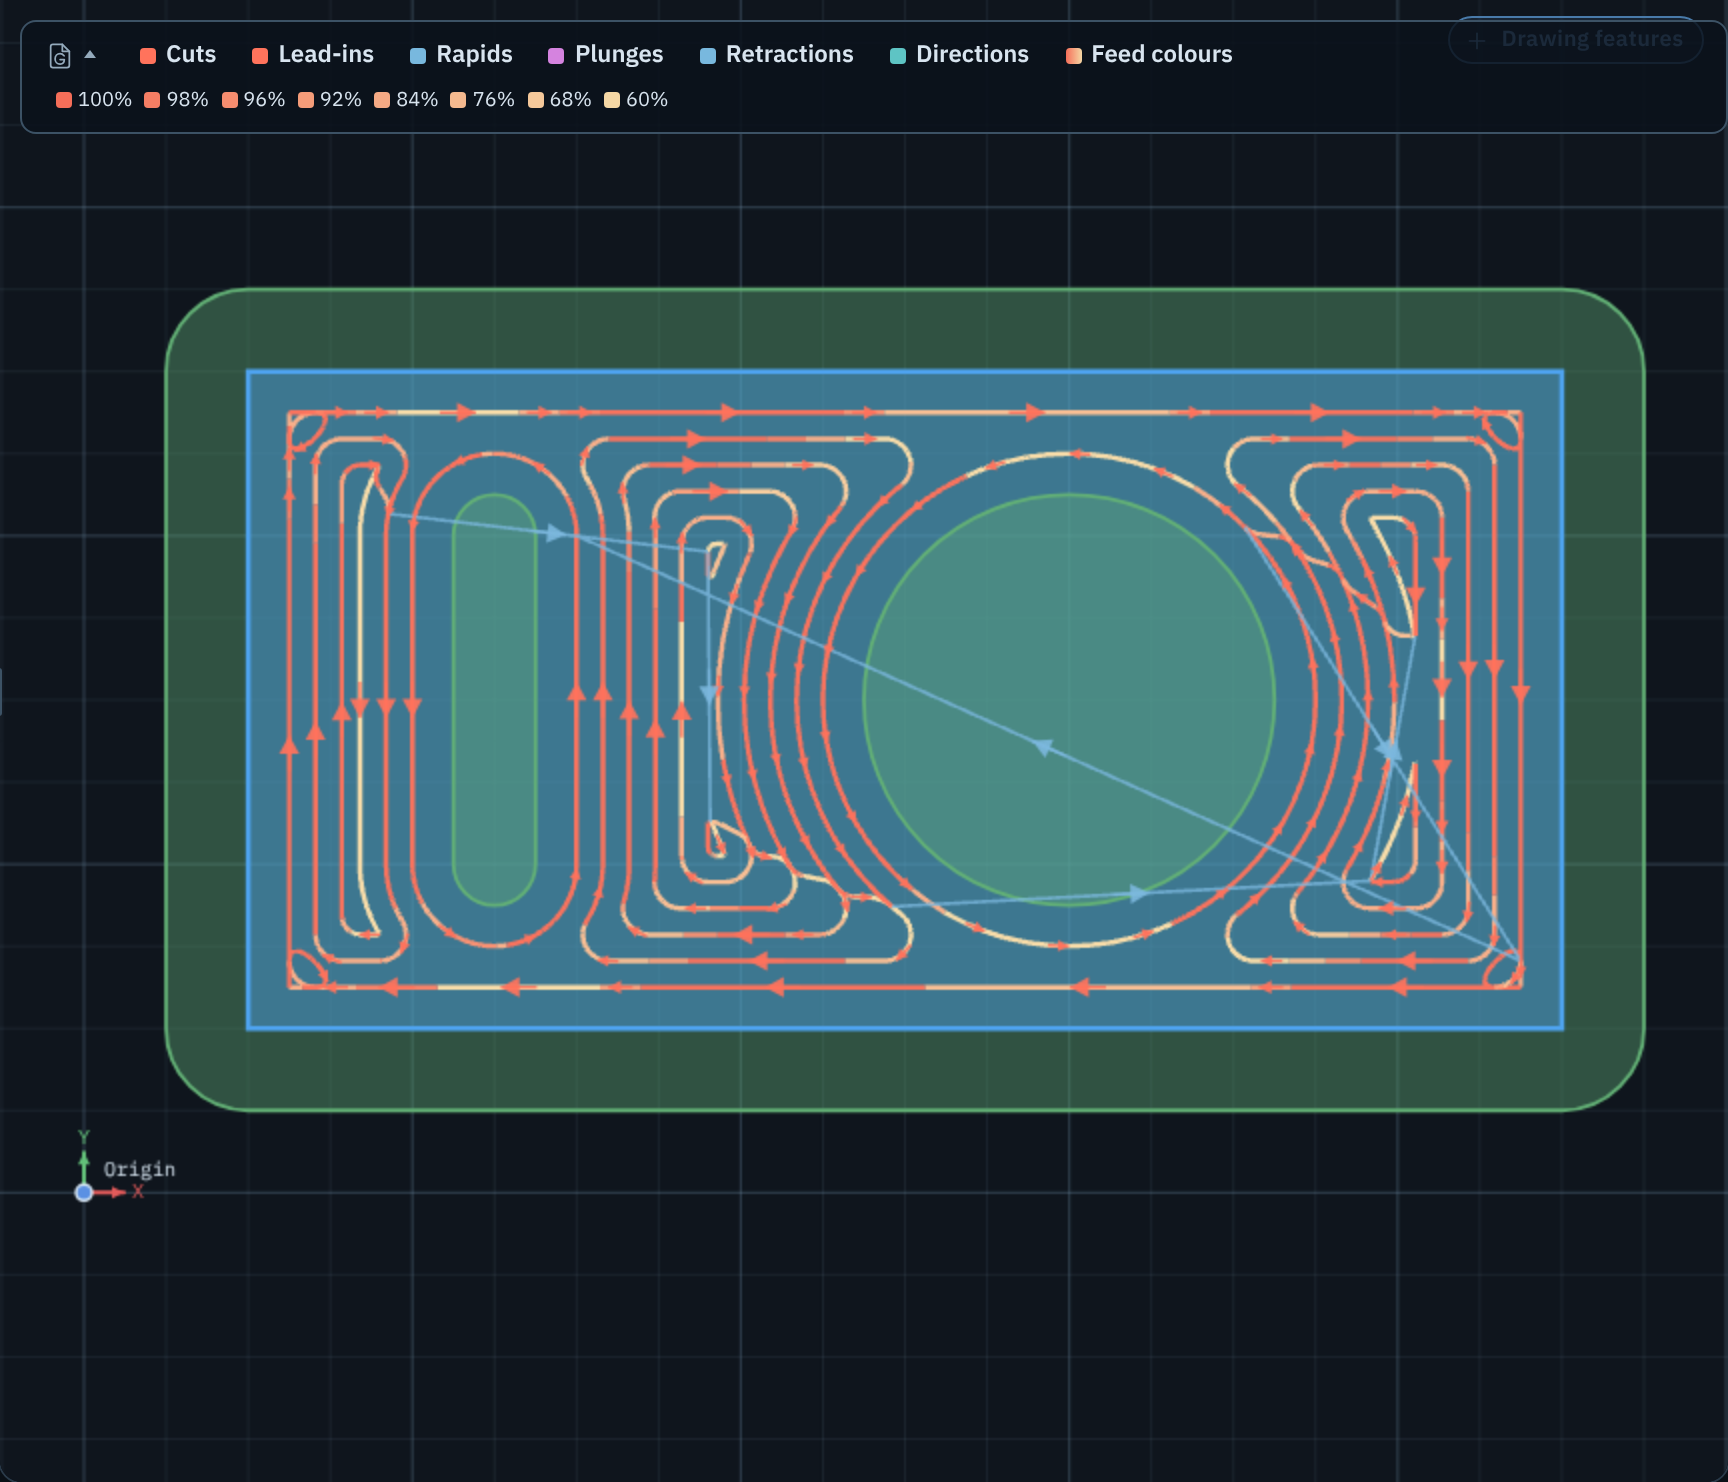 Cuts Lead-ins Rapids Plunges Retractions Directions Feed colours
+ Drawing features
100% 98% 96% 92% 84% 76% 68% 60%
Y
Origin
X